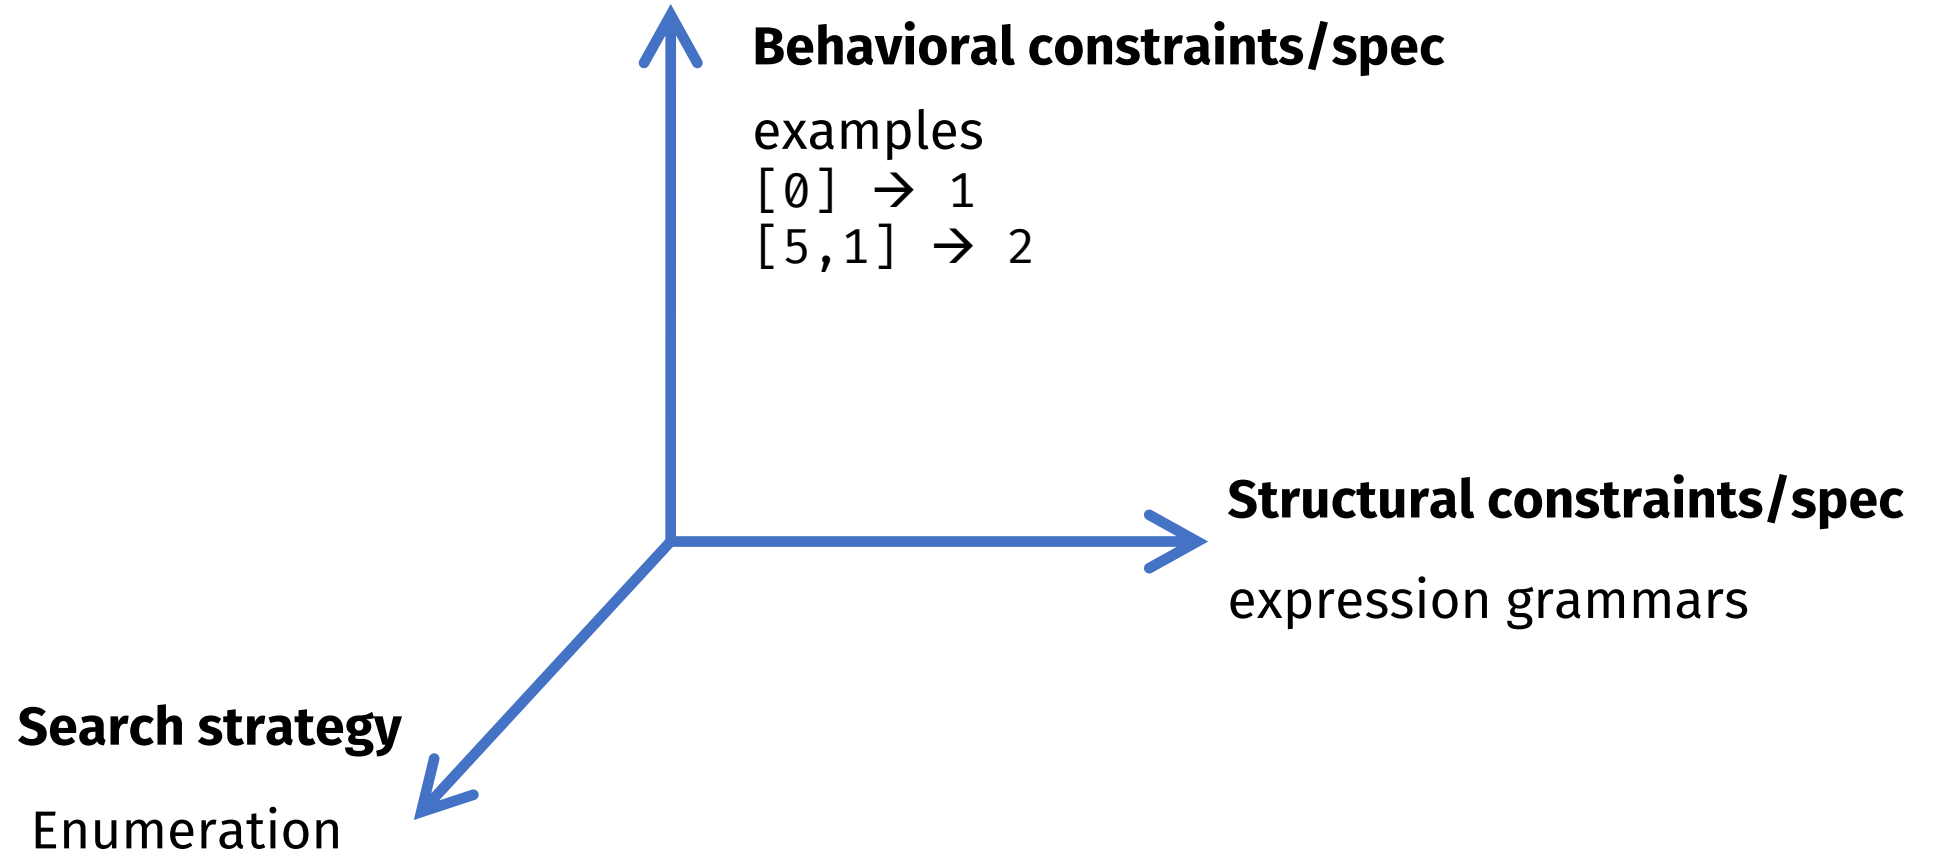 Behavioral constraints/spec
examples
[0] → 1
[5,1] → 2
Structural constraints/spec
expression grammars
Search strategy
Enumeration